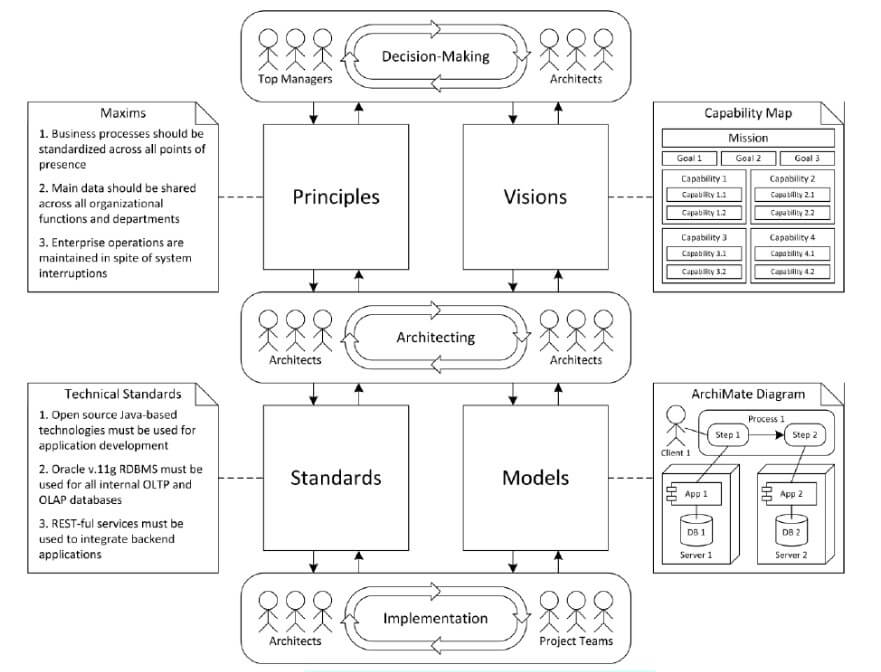 Decision-Making
Top Managers
Architects
Maxims
1. Business processes should be
standardized across all points of
presence
2. Main data should be shared
across all organizational
functions and departments
3. Enterprise operations are
maintained in spite of system
interruptions
Principles
Visions
Capability Map
Mission
Goal 1
Goal 2
Goal 3
Capability 1
Capability 1.1
Capability 1.2
Capability 2
Capability 2.1
Capability 2.2
Capability 3
Capability 3.1
Capability 3.2
Capability 4
Capability 4.1
Capability 4.2
Architecting
Architects
Architects
Technical Standards
1. Open source Java-based
technologies must be used for
application development
2. Oracle v.11g RDBMS must be
used for all internal OLTP and
OLAP databases
3. REST-ful services must be
used to integrate backend
applications
Standards
Models
ArchiMate Diagram
Process 1
Step 1
Step 2
Client 1
App 1
DB 1
Server 1
App 2
DB 2
Server 2
Implementation
Architects
Project Teams